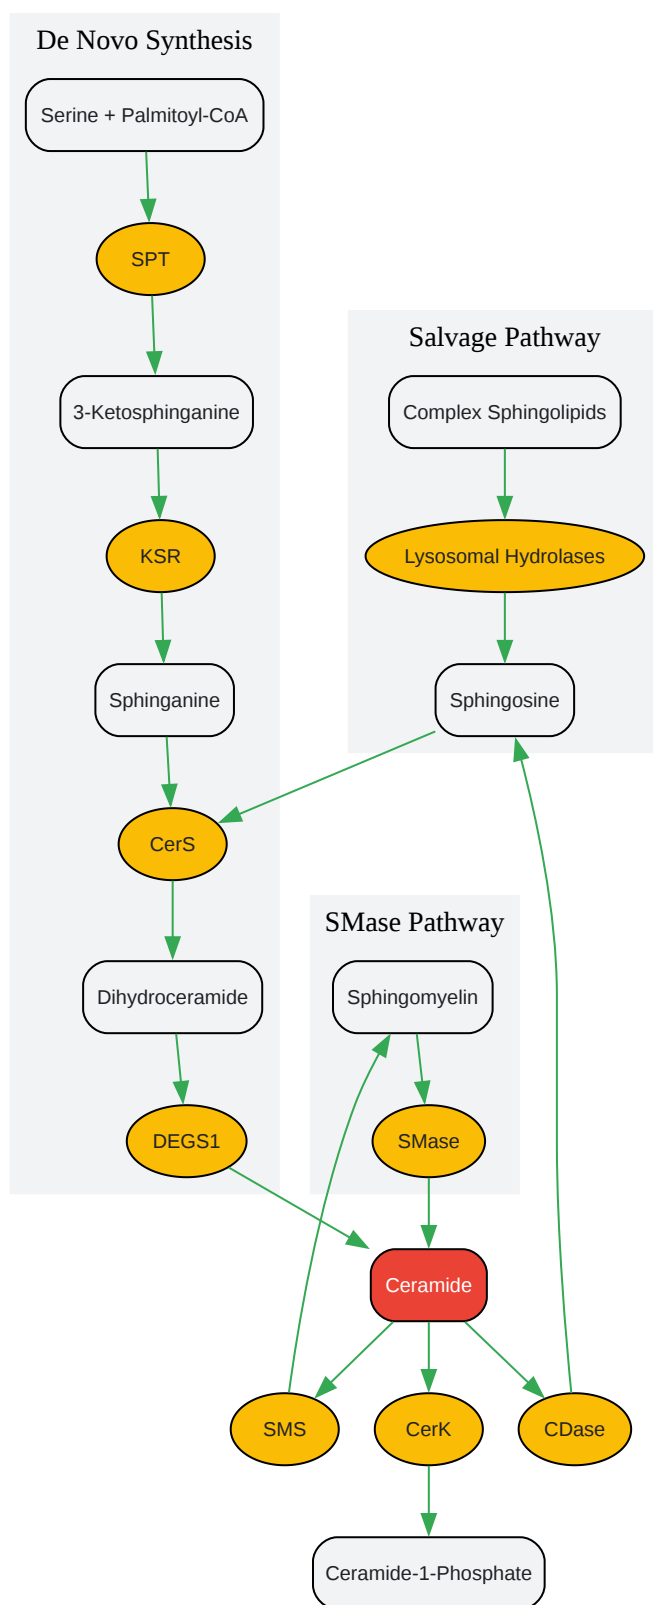 De Novo Synthesis
Serine + Palmitoyl-CoA
SPT
3-Ketosphinganine
KSR
Sphinganine
CerS
Dihydroceramide
DEGS1
Salvage Pathway
Complex Sphingolipids
Lysosomal Hydrolases
Sphingosine
SMase Pathway
Sphingomyelin
SMase
Ceramide
SMS
CerK
CDase
Ceramide-1-Phosphate